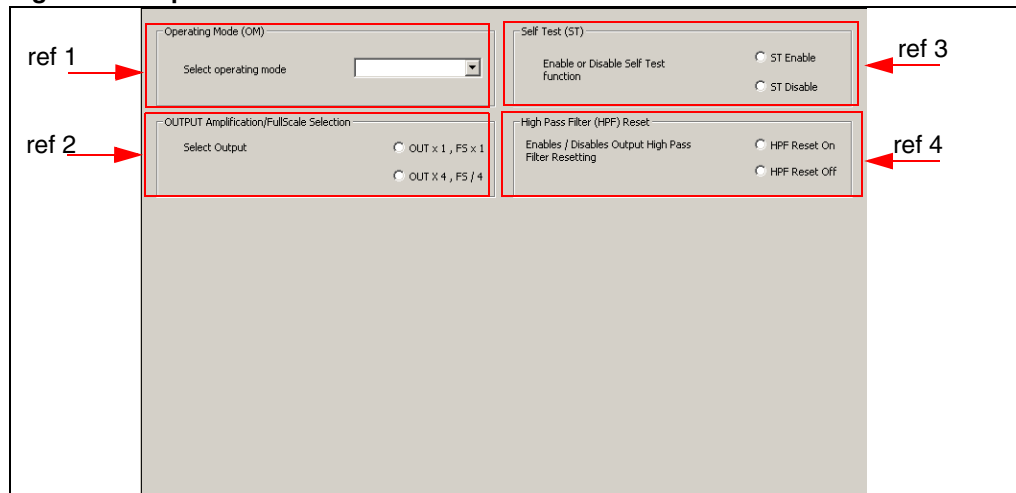 ref 1
Operating Mode (OM)
Select operating mode
Self Test (ST)
Enable or Disable Self Test
function
ST Enable
ST Disable
ref 3
ref 2
OUTPUT Amplification/FullScale Selection
Select Output
OUT x 1 , FS x 1
OUT X 4 , FS / 4
High Pass Filter (HPF) Reset
Enables / Disables Output High Pass
Filter Resetting
HPF Reset On
HPF Reset Off
ref 4